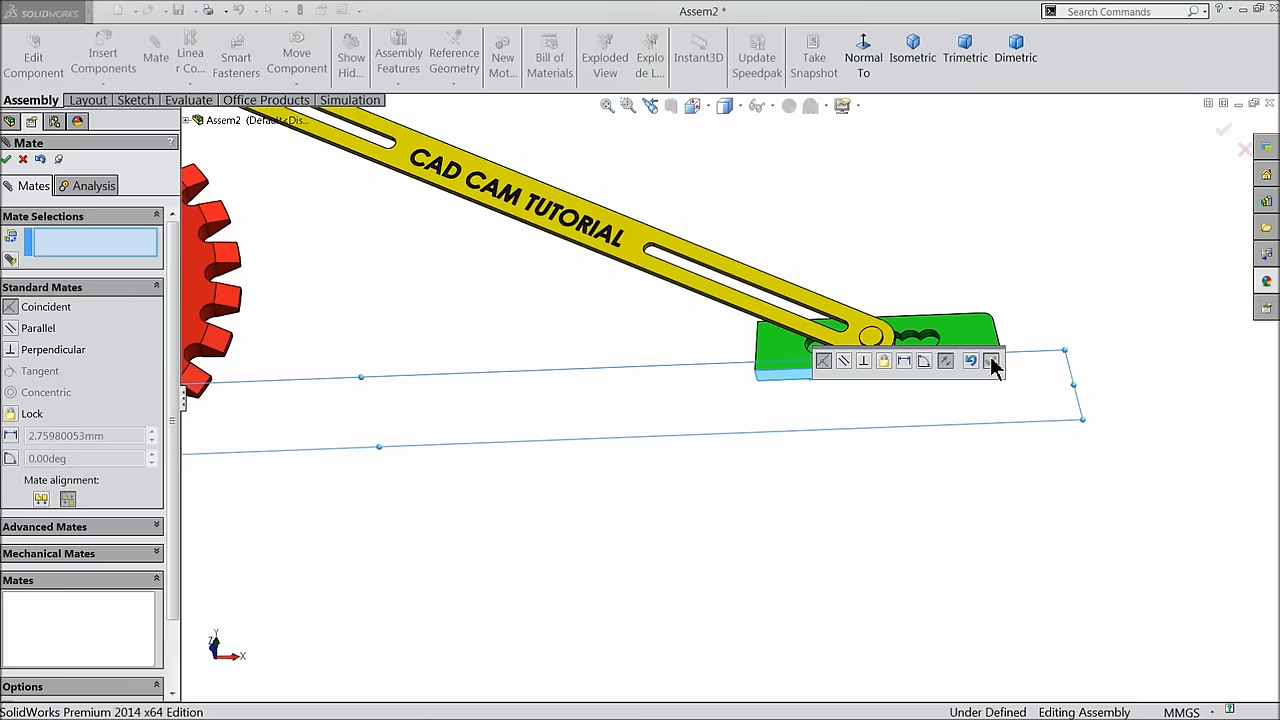 SOLIDWORKS
Assem2 *
Search Commands
Edit Component
Insert Components
Mate
Linea r Co...
Smart Fasteners
Move Component
Show Hid...
Assembly Features
Reference Geometry
New Mot...
Bill of Materials
Exploded View
Explo de L...
Instant3D
Update Speedpak
Take Snapshot
Normal To
Isometric
Trimetric
Dimetric
Assembly
Layout
Sketch
Evaluate
Office Products
Simulation
Assem2 (Default<Dis...
Mate
?
Mates
Analysis
Mate Selections
Standard Mates
Coincident
Parallel
Perpendicular
Tangent
Concentric
Lock
2.75980053mm
0.00deg
Mate alignment:
Advanced Mates
Mechanical Mates
Mates
Options
CAD CAM TUTORIAL
Y
Z
X
SolidWorks Premium 2014 x64 Edition
Under Defined
Editing Assembly
MMGS
?